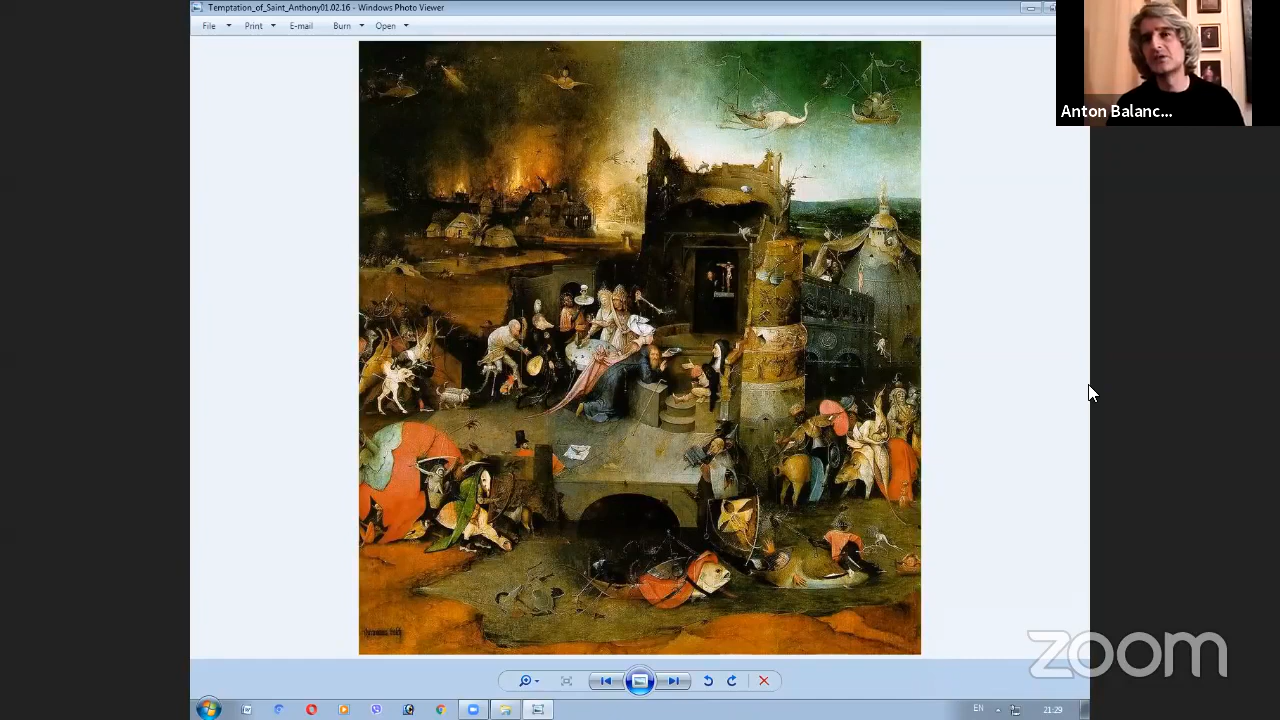 Temptation_of_Saint_Anthony01.02.16 - Windows Photo Viewer
File Print E-mail Burn Open
Anton Balanc...
zoom
EN 21:29